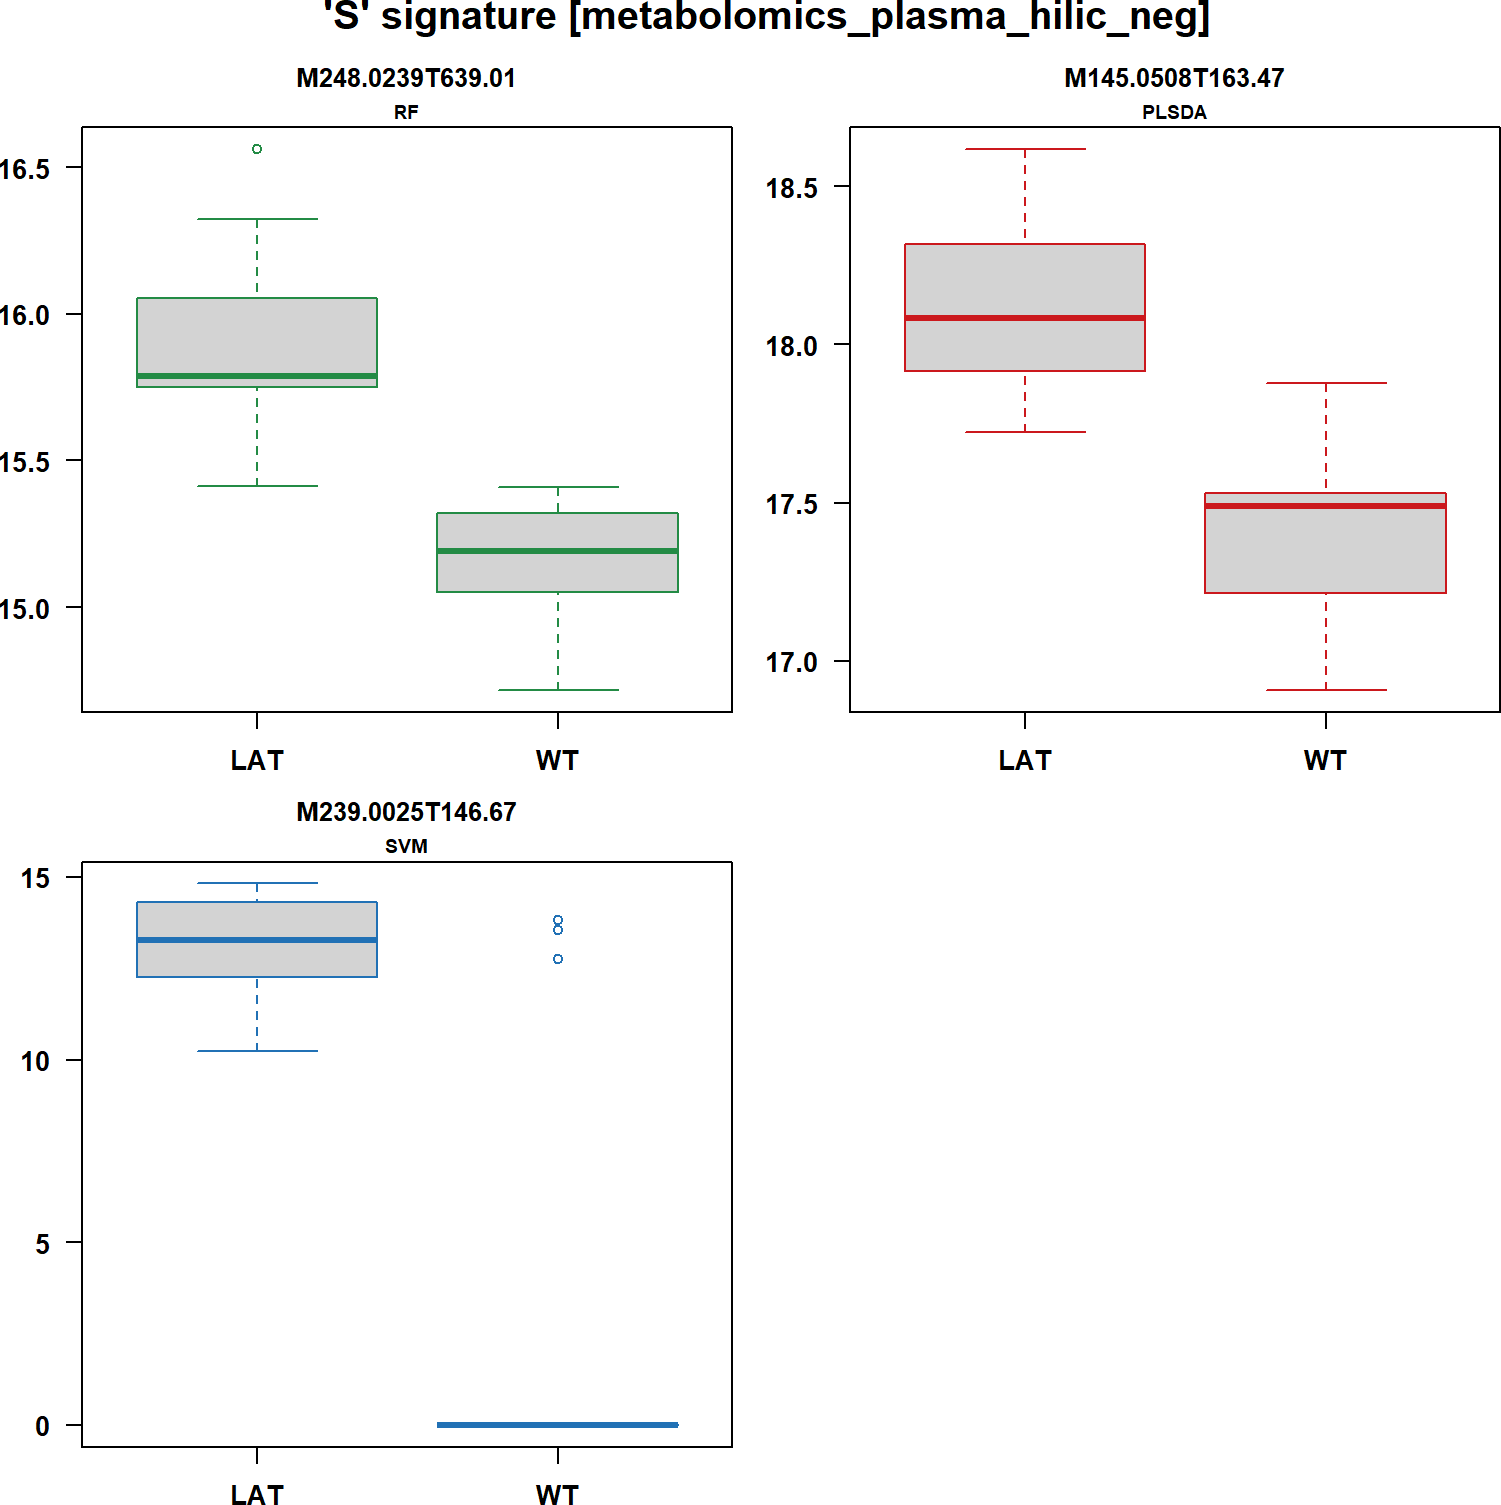 'S' signature [metabolomics_plasma_hilic_neg]
M248.0239T639.01
RF
16.5
16.0
15.5
15.0
LAT WT
M145.0508T163.47
PLSDA
18.5
18.0
17.5
17.0
LAT WT
M239.0025T146.67
SVM
15
10
5
0
LAT WT